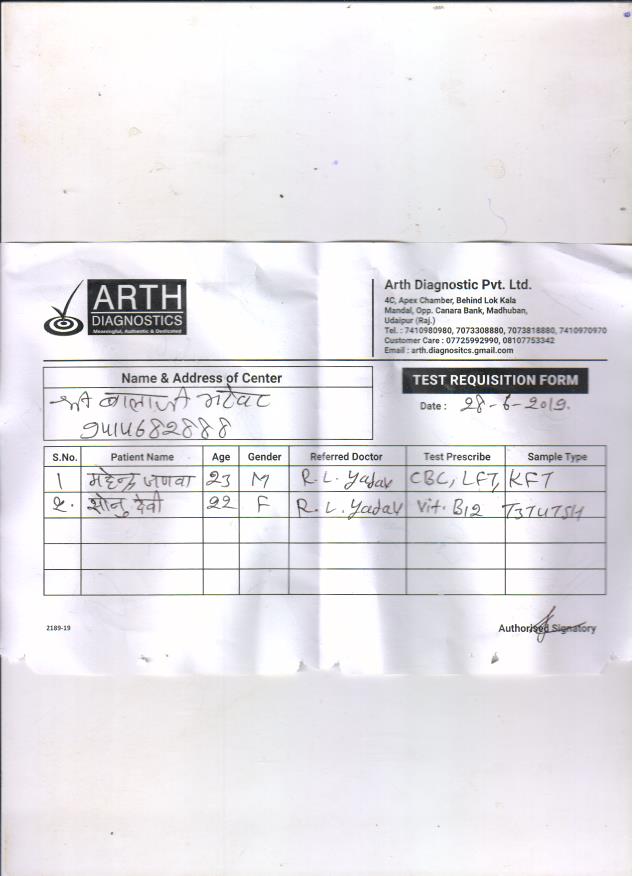 ARTH
DIAGNOSTICS
Meaningful, Authentic & Dedicated
Arth Diagnostic Pvt. Ltd.
4C, Apex Chamber, Behind Lok Kala
Mandal, Opp. Canara Bank, Madhuban,
Udaipur (Raj.)
Tel. : 7410980980, 7073308880, 7073818880, 7410970970
Customer Care : 07725992990, 08107753342
Email : arth.diagnositcs.gmail.com
Name & Address of Center
श्री बालाजी
9414682888
TEST REQUISITION FORM
Date : 28-6-2019.
S.No. Patient Name Age Gender Referred Doctor Test Prescribe Sample Type
1 महेन्द्र जणवा 23 M R. L. Yadav CBC, LFT, KFT
2. सोनु देवी 22 F R. L. Yadav Vit. B12 T3T4TSH
2189-19
Authorised Signatory